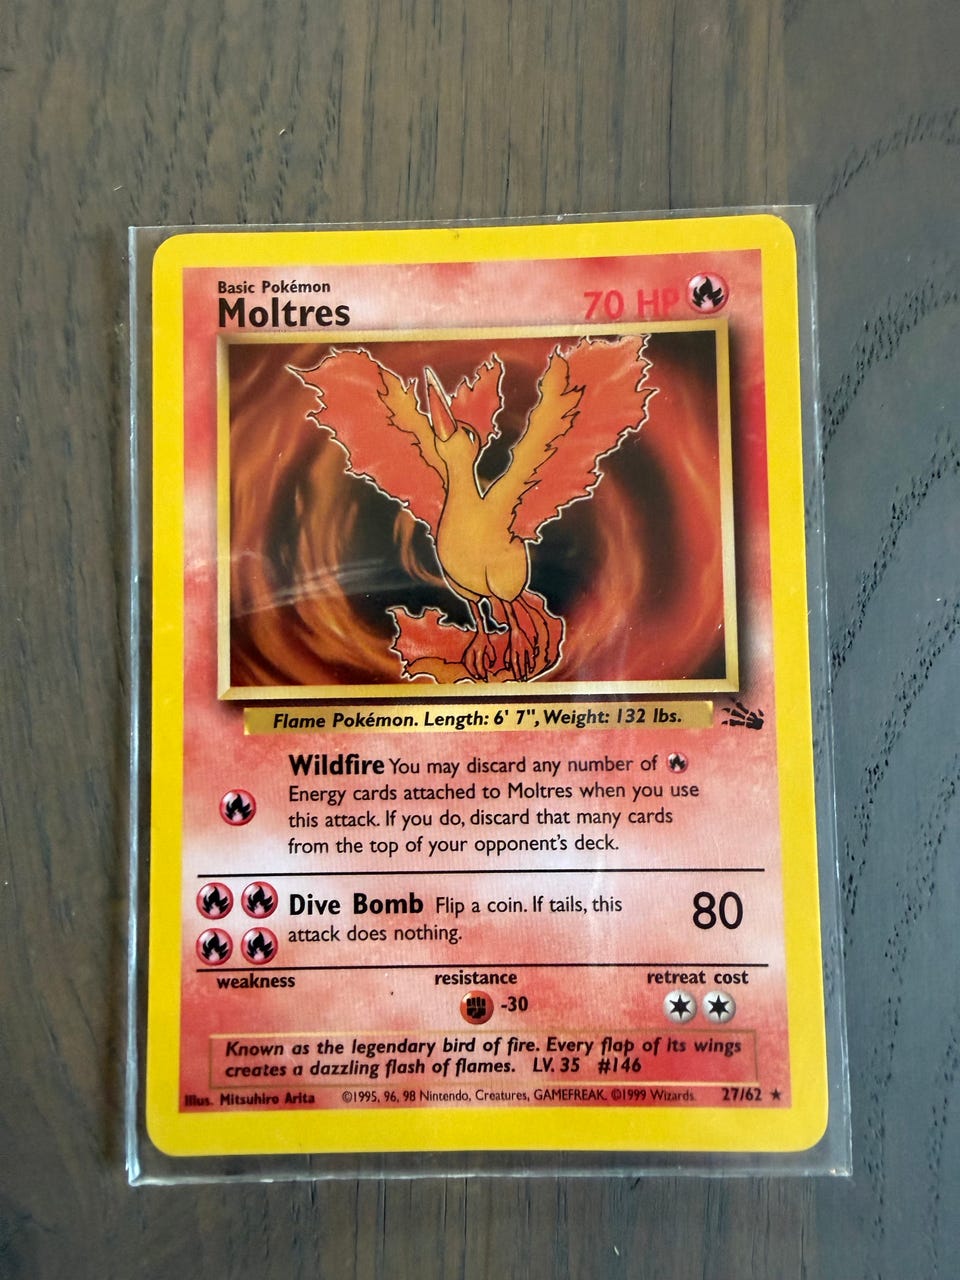 Basic Pokémon
Moltres
70 HP
Flame Pokémon. Length: 6' 7", Weight: 132 lbs.
Wildfire You may discard any number of
Energy cards attached to Moltres when you use
this attack. If you do, discard that many cards
from the top of your opponent's deck.
Dive Bomb Flip a coin. If tails, this
attack does nothing.
80
weakness
resistance
retreat cost
-30
Known as the legendary bird of fire. Every flap of its wings
creates a dazzling flash of flames. LV. 35 #146
Illus. Mitsuhiro Arita ©1995, 96, 98 Nintendo, Creatures, GAMEFREAK. ©1999 Wizards. 27/62 ★